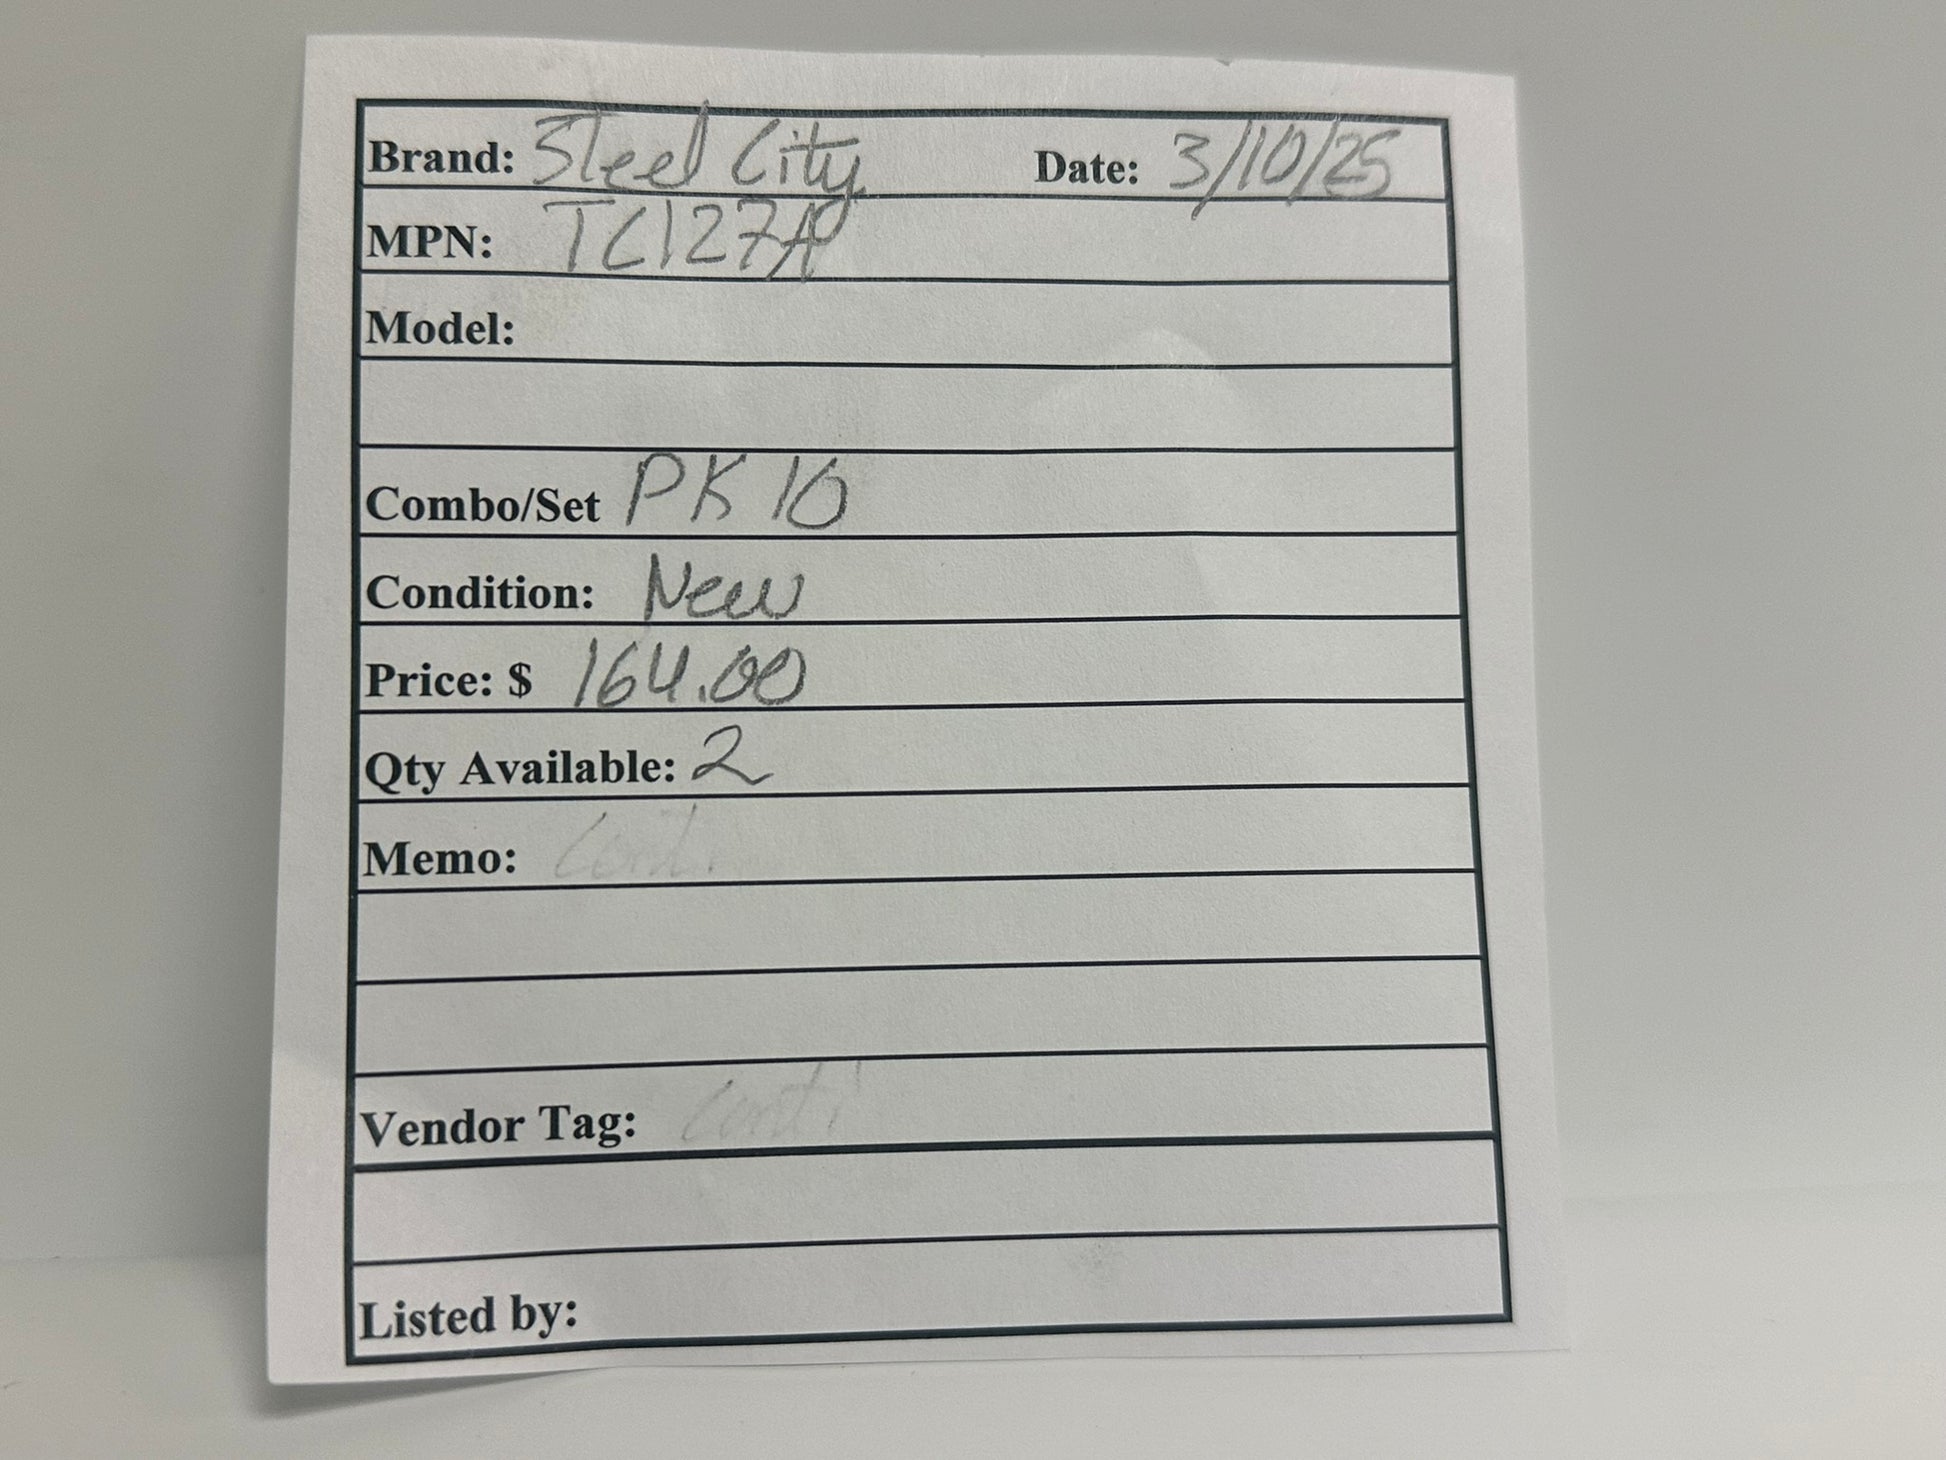 Brand: Steel City Date: 3/10/25
MPN: TC127A
Model:
Combo/Set PK 10
Condition: New
Price: $ 164.00
Qty Available: 2
Memo:
Vendor Tag:
Listed by: